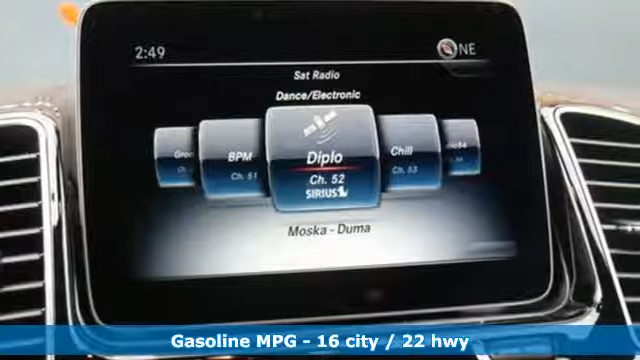 2:49 NE
Sat Radio
Dance/Electronic
BPM Diplo Chill
Ch. 51 Ch. 52 Ch. 53
SIRIUS
Moska - Duma
Gasoline MPG - 16 city / 22 hwy